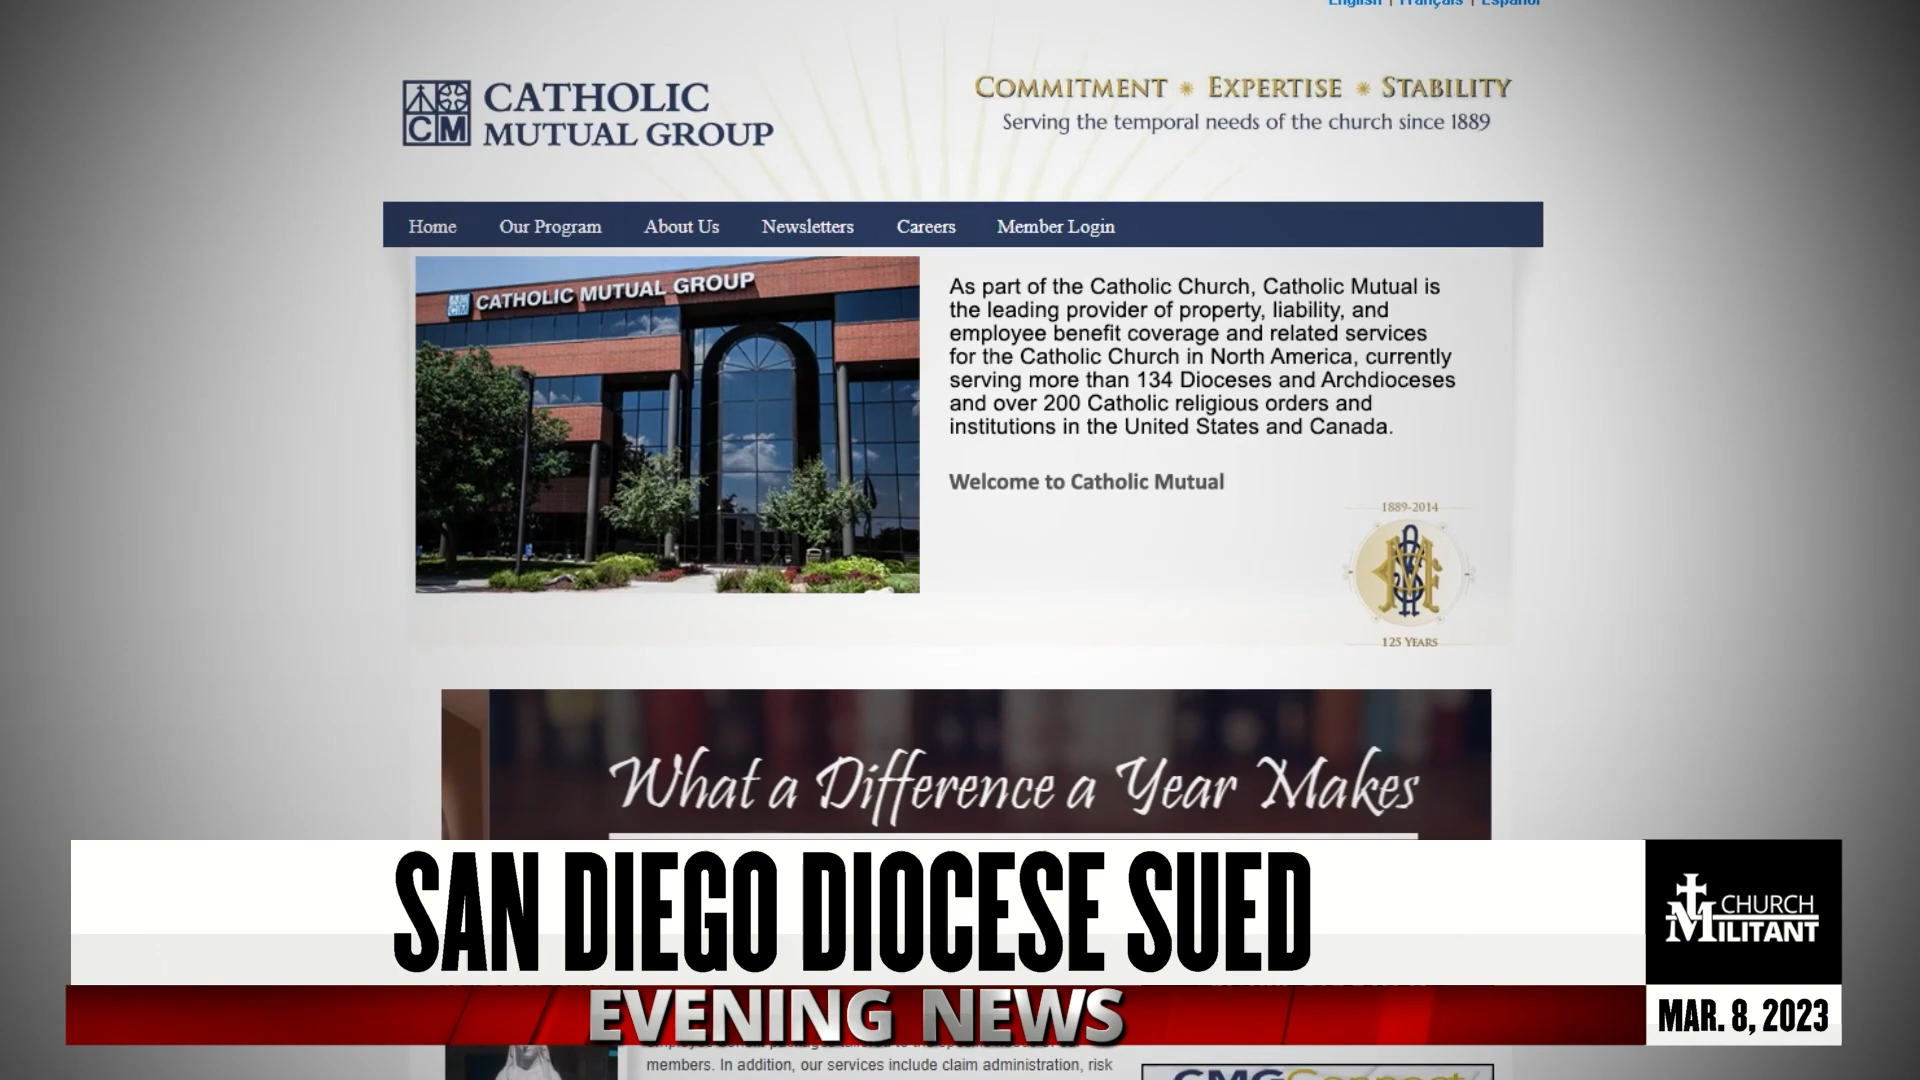 English | Français | Español
CATHOLIC
MUTUAL GROUP
CM
COMMITMENT * EXPERTISE * STABILITY
Serving the temporal needs of the church since 1889
Home Our Program About Us Newsletters Careers Member Login
CATHOLIC MUTUAL GROUP
As part of the Catholic Church, Catholic Mutual is
the leading provider of property, liability, and
employee benefit coverage and related services
for the Catholic Church in North America, currently
serving more than 134 Dioceses and Archdioceses
and over 200 Catholic religious orders and
institutions in the United States and Canada.
Welcome to Catholic Mutual
1889-2014
125 YEARS
What a Difference a Year Makes
SAN DIEGO DIOCESE SUED
CHURCH
MILITANT
EVENING NEWS
MAR. 8, 2023
members. In addition, our services include claim administration, risk
CMGConnect